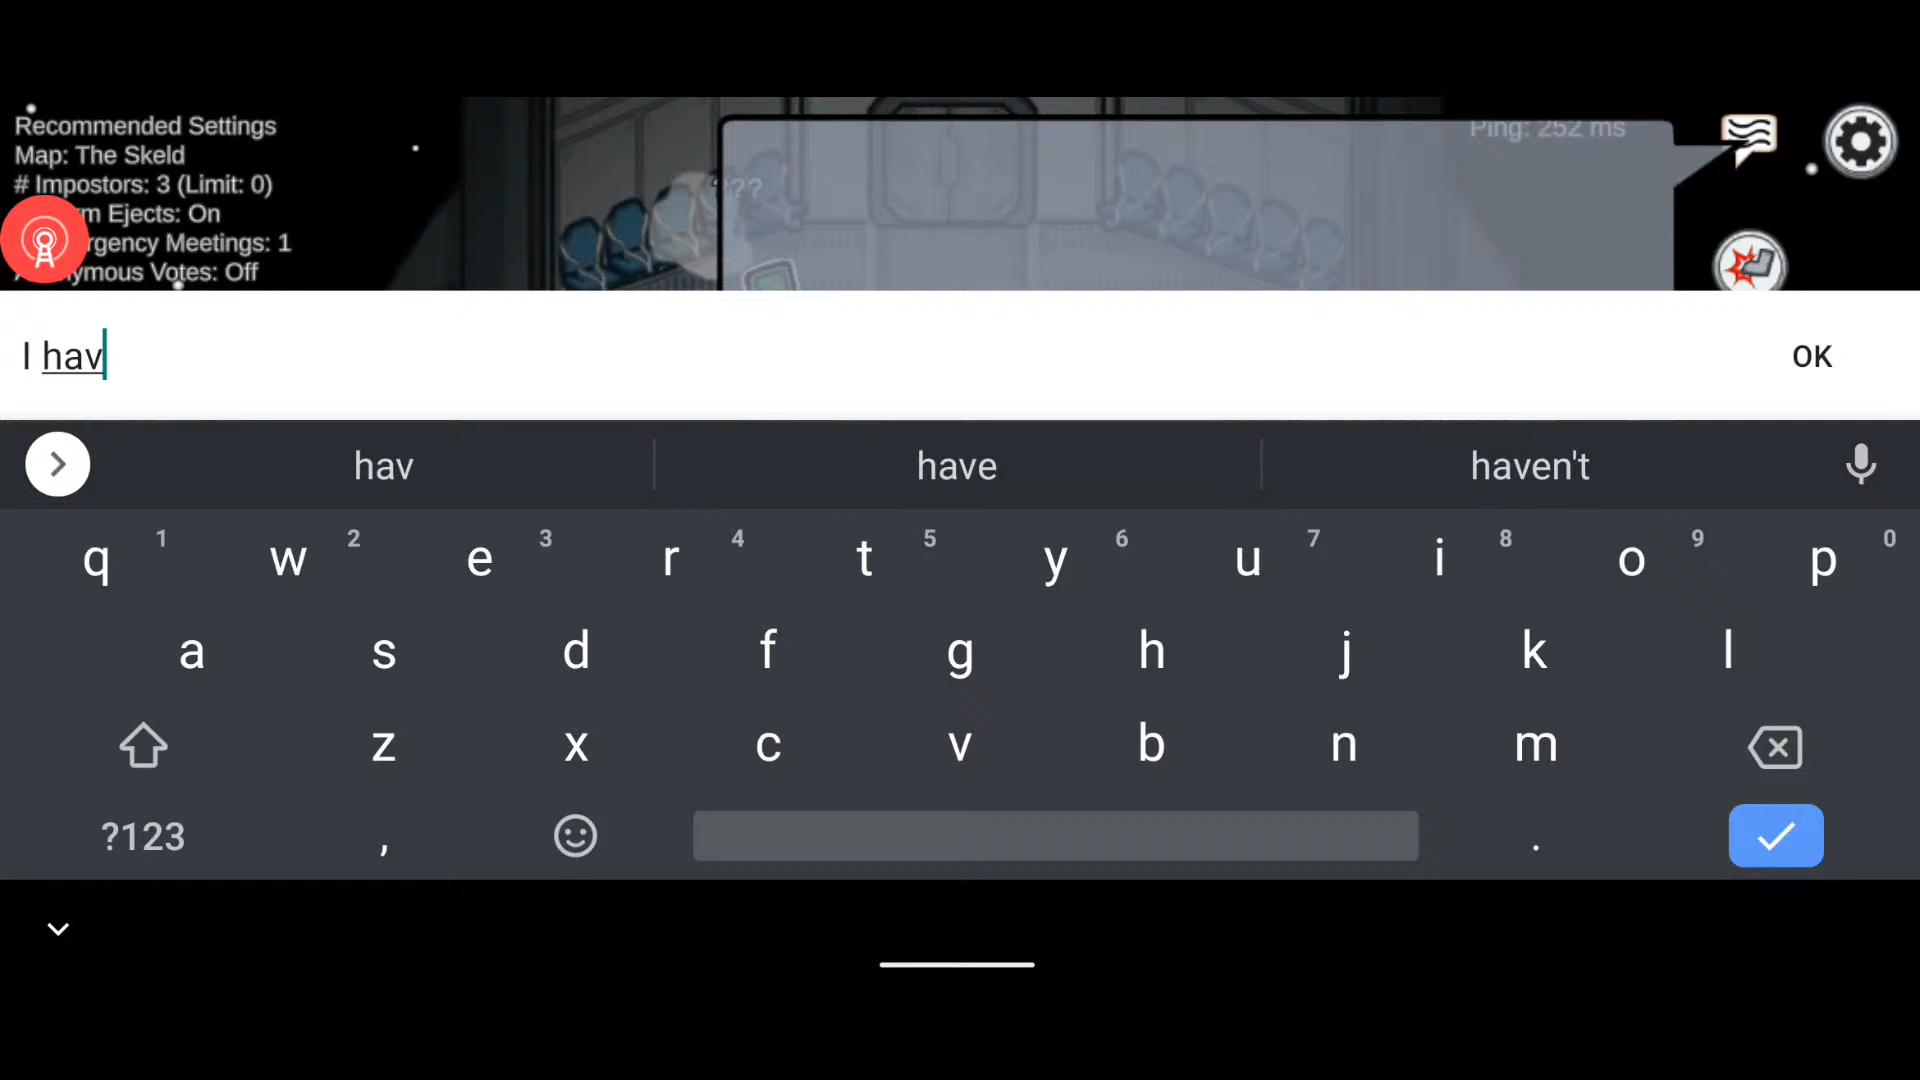 Recommended Settings
Map: The Skeld
# Impostors: 3 (Limit: 0)
m Ejects: On
rgency Meetings: 1
ymous Votes: Off
???
Ping: 252 ms
I hav
OK
hav have haven't
q 1 w 2 e 3 r 4 t 5 y 6 u 7 i 8 o 9 p 0
a s d f g h j k l
z x c v b n m
?123 , .